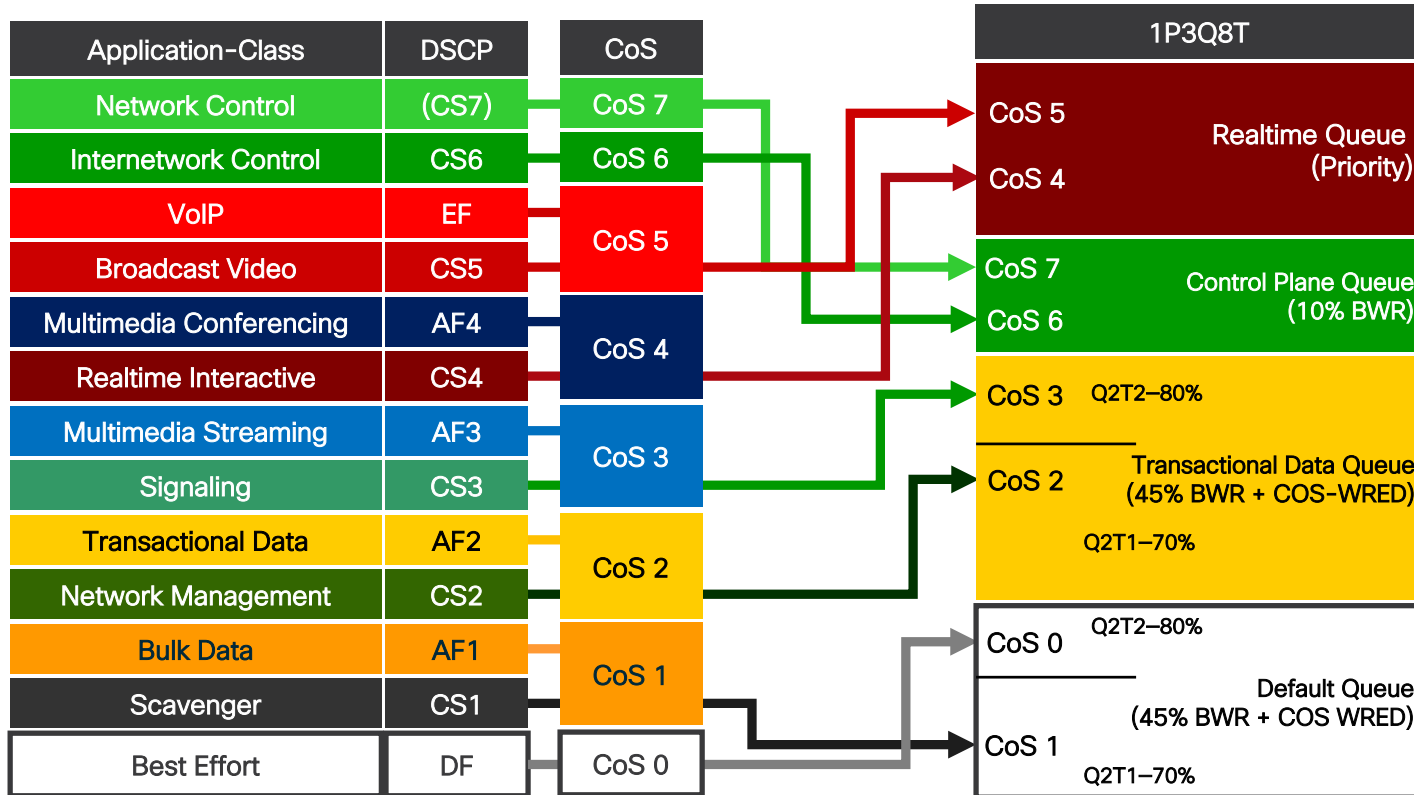 Application-Class DSCP CoS 1P3Q8T
Network Control (CS7) CoS 7
Internetwork Control CS6 CoS 6
VoIP EF
CoS 5
Broadcast Video CS5
Multimedia Conferencing AF4
CoS 4
Realtime Interactive CS4
Multimedia Streaming AF3
CoS 3
Signaling CS3
Transactional Data AF2
CoS 2
Network Management CS2
Bulk Data AF1
CoS 1
Scavenger CS1
Best Effort DF CoS 0
CoS 5
Realtime Queue
(Priority)
CoS 4
CoS 7
Control Plane Queue
(10% BWR)
CoS 6
CoS 3 Q2T2–80%
Transactional Data Queue
CoS 2
(45% BWR + COS-WRED)
Q2T1–70%
Q2T2–80%
CoS 0
Default Queue
(45% BWR + COS WRED)
CoS 1
Q2T1–70%